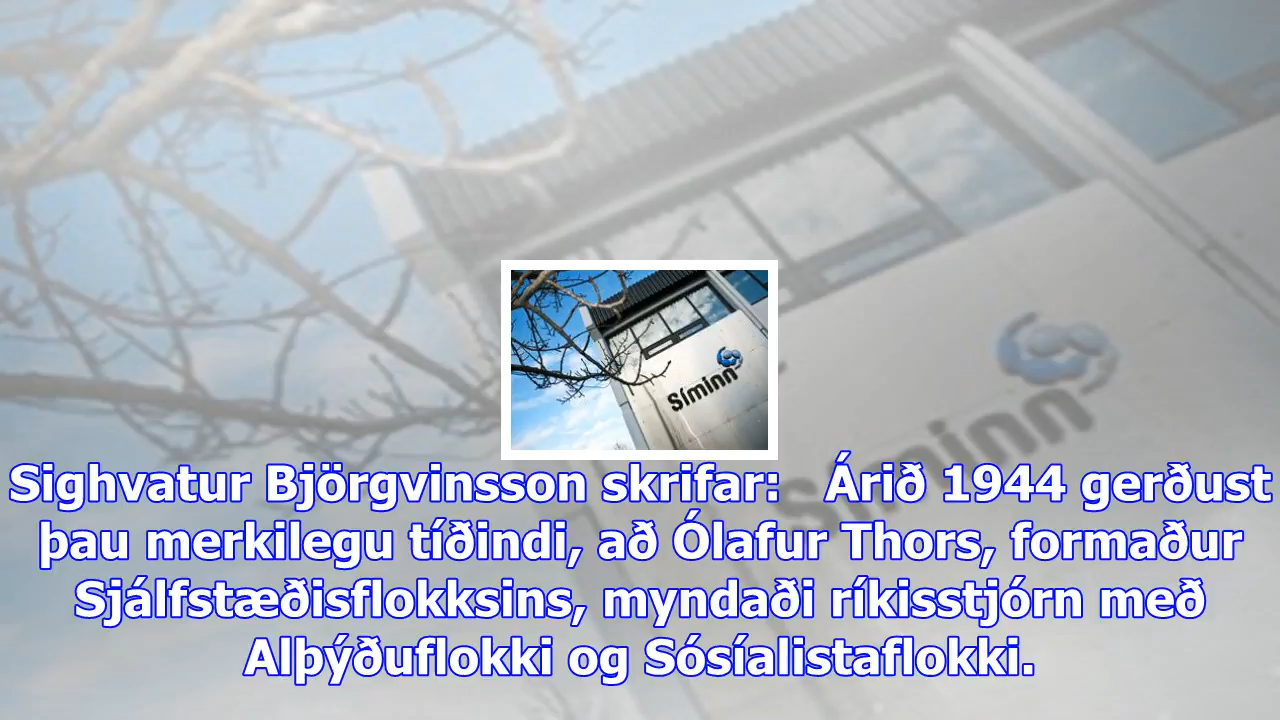 Síminn
Síminn
Sighvatur Björgvinsson skrifar: Árið 1944 gerðust
þau merkilegu tíðindi, að Ólafur Thors, formaður
Sjálfstæðisflokksins, myndaði ríkisstjórn með
Alþýðuflokki og Sósíalistaflokki.